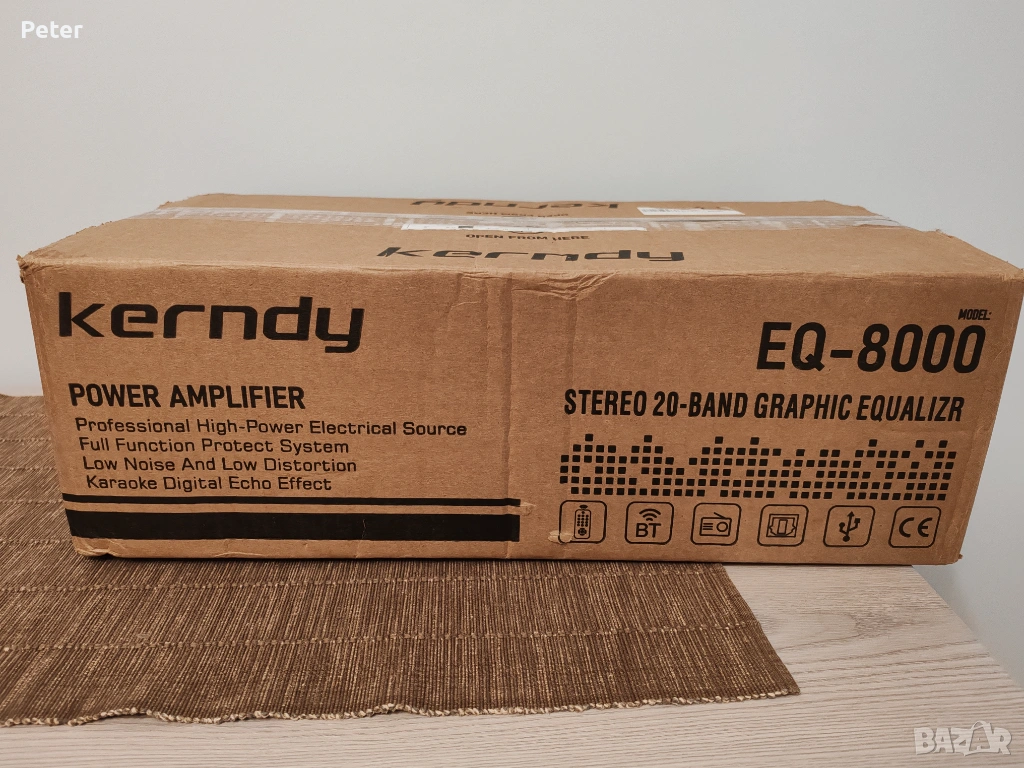 Peter
kerndy
OPEN FROM HERE
kerndy
kerndy
POWER AMPLIFIER
Professional High-Power Electrical Source
Full Function Protect System
Low Noise And Low Distortion
Karaoke Digital Echo Effect
MODEL:
EQ-8000
STEREO 20-BAND GRAPHIC EQUALIZR
BT
CE
BAZAR